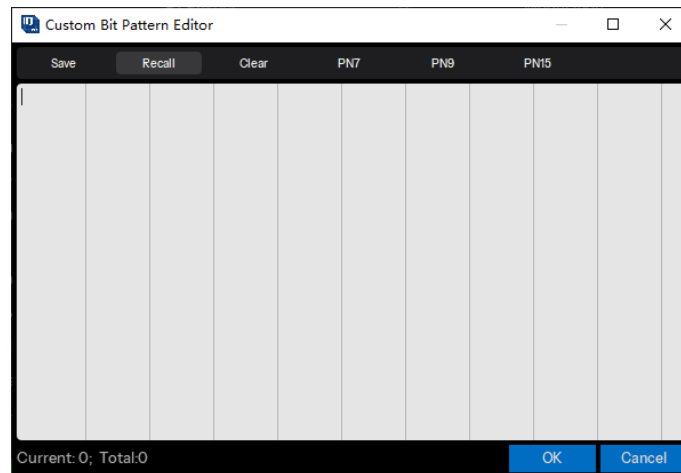 Custom Bit Pattern Editor
Save Recall Clear PN7 PN9 PN15
Current: 0; Total:0
OK Cancel